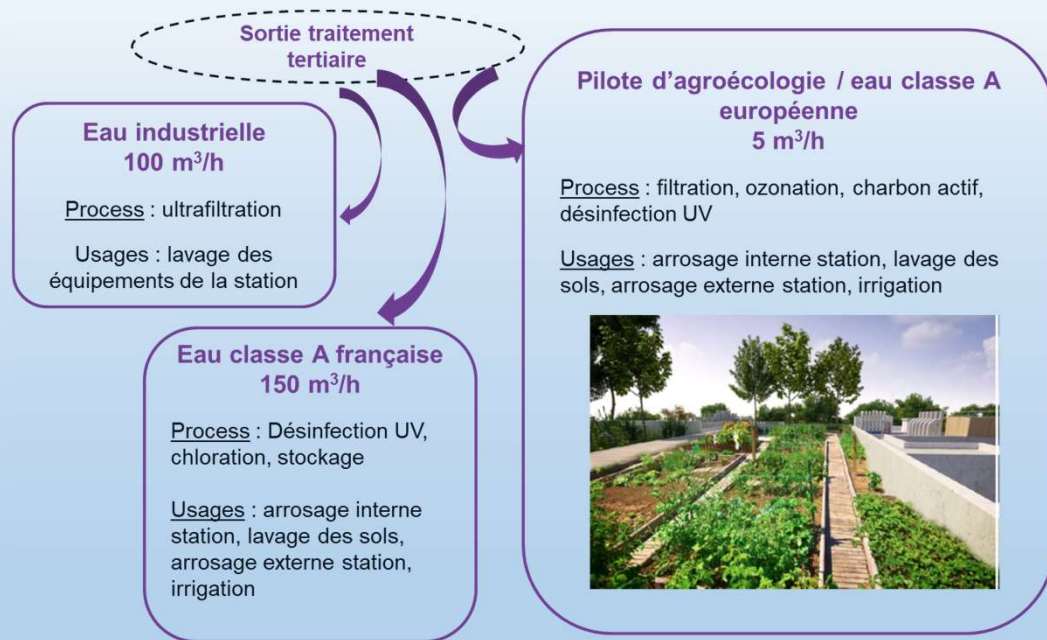 Sortie traitement
tertiaire
Eau industrielle
100 m³/h
Process : ultrafiltration
Usages : lavage des
équipements de la station
Eau classe A française
150 m³/h
Process : Désinfection UV,
chloration, stockage
Usages : arrosage interne
station, lavage des sols,
arrosage externe station,
irrigation
Pilote d’agroécologie / eau classe A
européenne
5 m³/h
Process : filtration, ozonation, charbon actif,
désinfection UV
Usages : arrosage interne station, lavage des
sols, arrosage externe station, irrigation